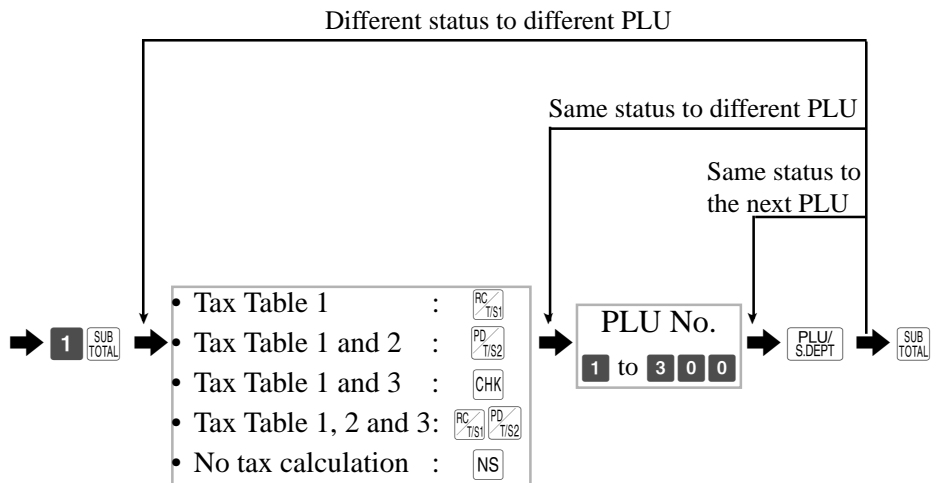 Different status to different PLU
Same status to different PLU
Same status to
the next PLU
1 SUB TOTAL
• Tax Table 1 : RC/T/S1
• Tax Table 1 and 2 : PD/T/S2
• Tax Table 1 and 3 : CHK
• Tax Table 1, 2 and 3: RC/T/S1 PD/T/S2
• No tax calculation : NS
PLU No.
1 to 3 0 0
PLU/ S.DEPT
SUB TOTAL